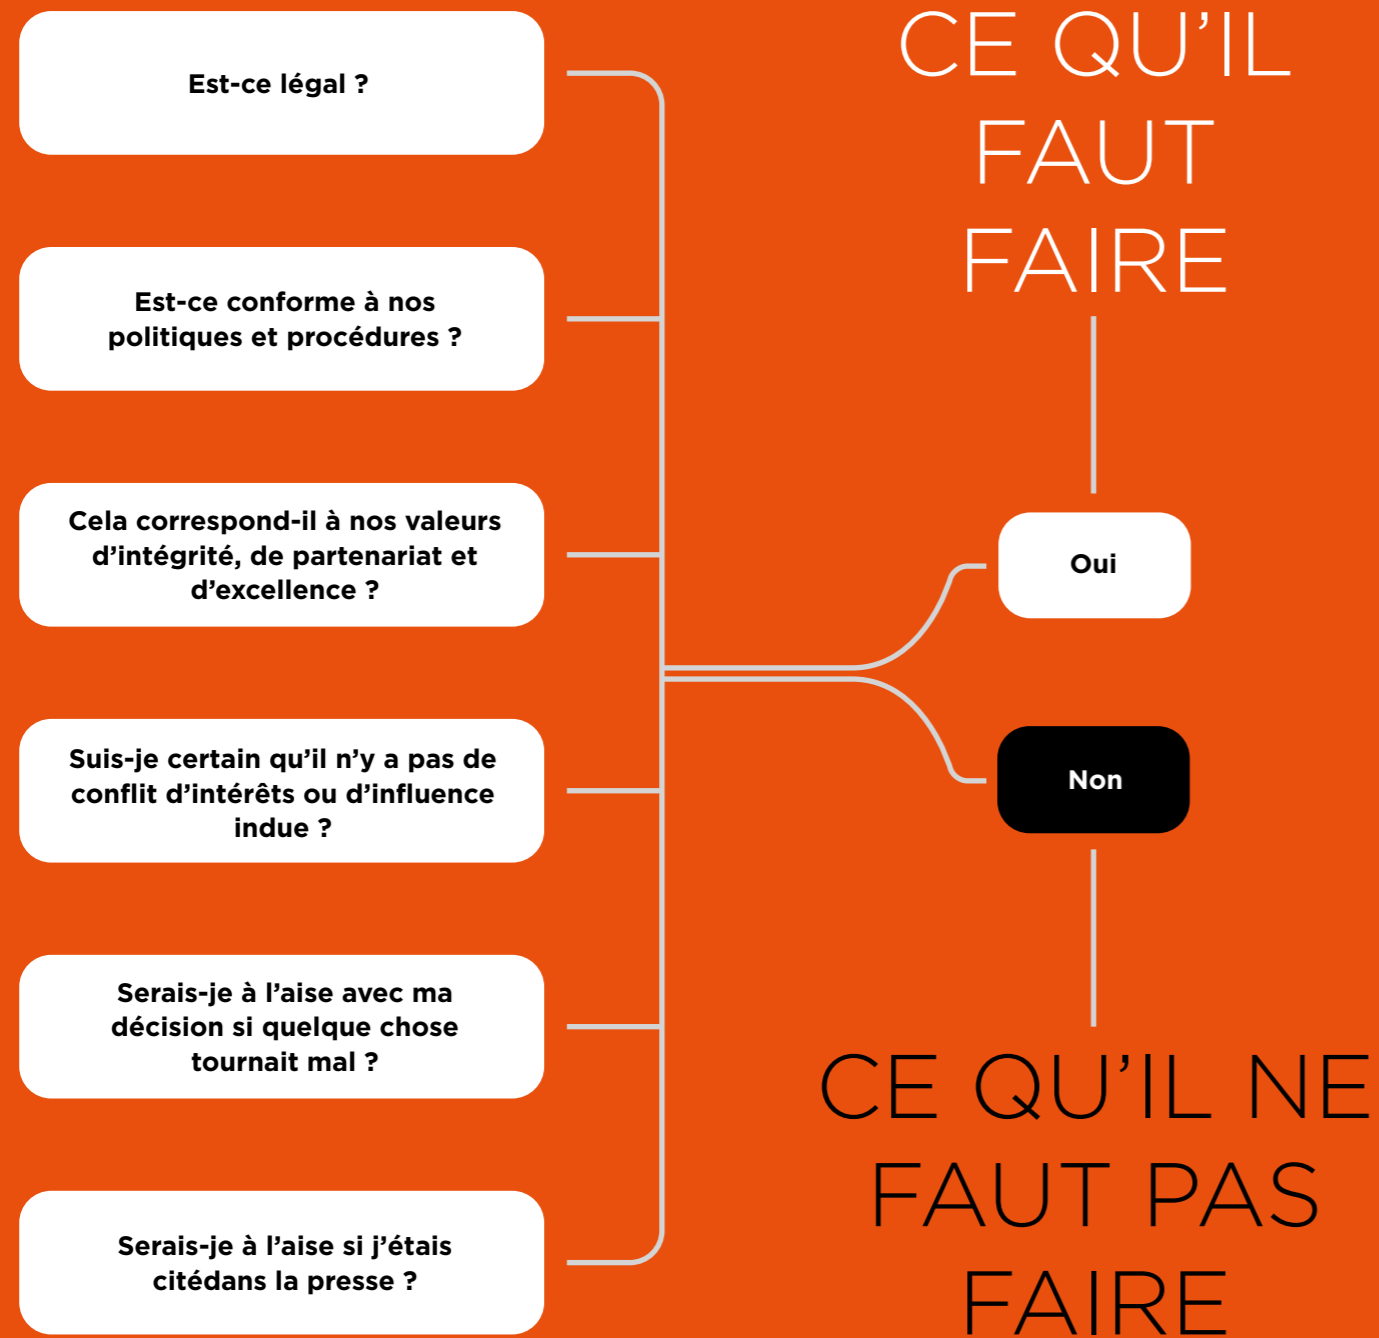 Est-ce légal ?
Est-ce conforme à nos
politiques et procédures ?
Cela correspond-il à nos valeurs
d’intégrité, de partenariat et
d’excellence ?
Suis-je certain qu’il n’y a pas de
conflit d’intérêts ou d’influence
indue ?
Serais-je à l’aise avec ma
décision si quelque chose
tournait mal ?
Serais-je à l’aise si j’étais
citédans la presse ?
CE QU’IL
FAUT
FAIRE
Oui
Non
CE QU’IL NE
FAUT PAS
FAIRE